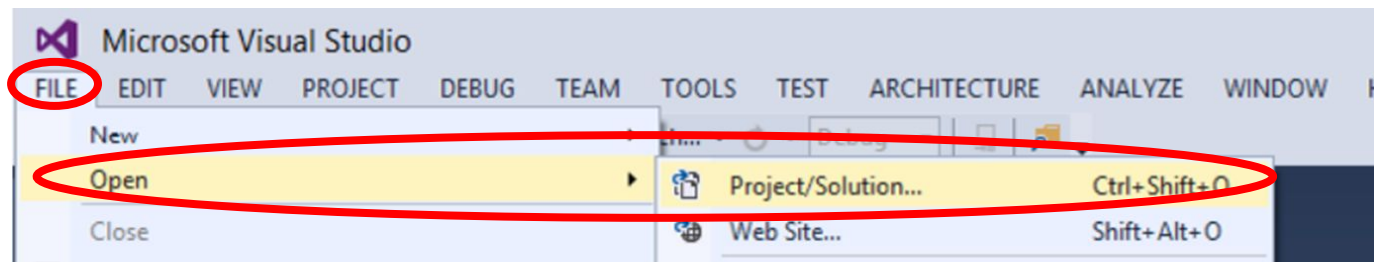 Microsoft Visual Studio
FILE EDIT VIEW PROJECT DEBUG TEAM TOOLS TEST ARCHITECTURE ANALYZE WINDOW
New
Open Project/Solution... Ctrl+Shift+O
Close Web Site... Shift+Alt+O